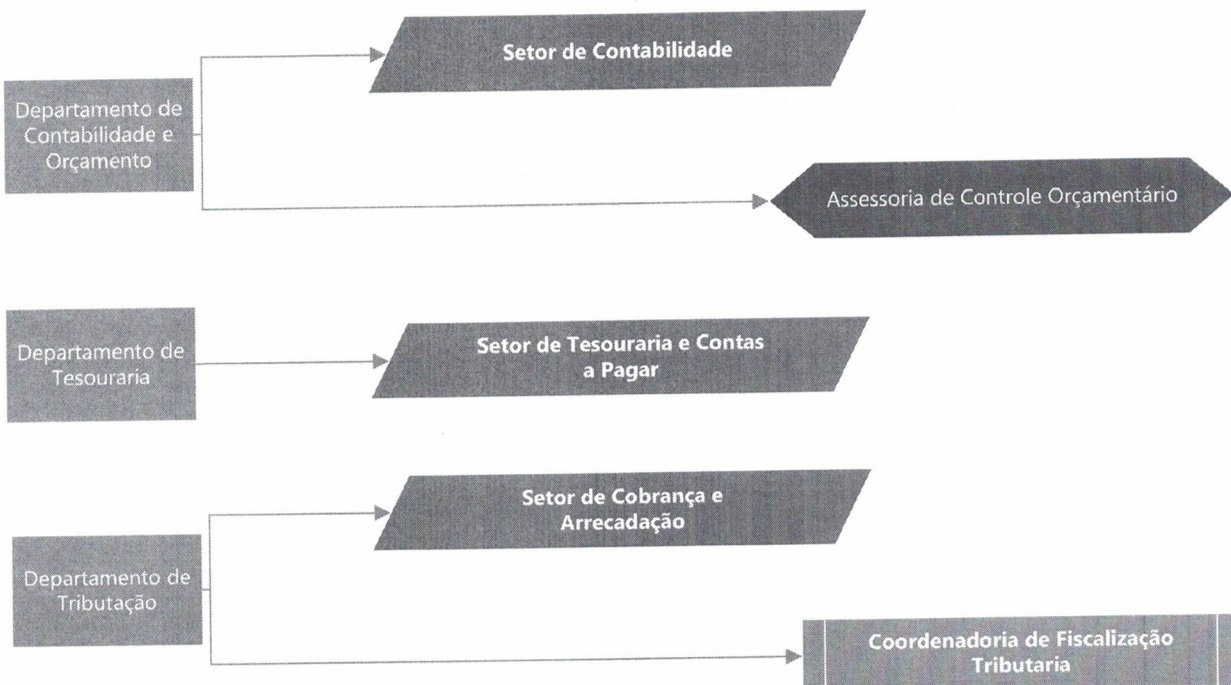 Setor de Contabilidade
Departamento de
Contabilidade e
Orçamento
Assessoria de Controle Orçamentário
Departamento de
Tesouraria
Setor de Tesouraria e Contas
a Pagar
Setor de Cobrança e
Arrecadação
Departamento de
Tributação
Coordenadoria de Fiscalização
Tributaria